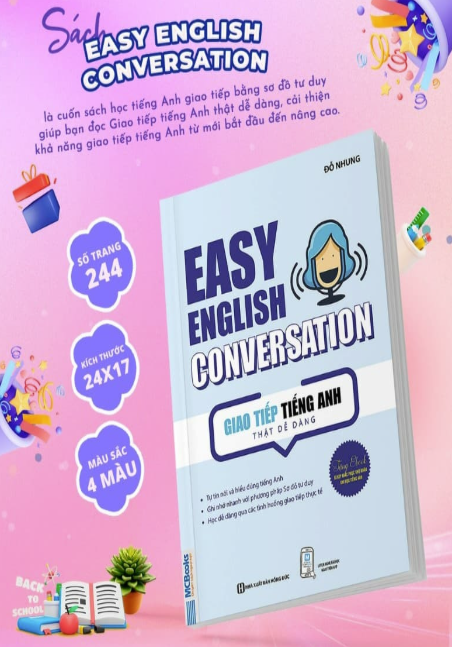 Sách
EASY ENGLISH
CONVERSATION
là cuốn sách học tiếng Anh giao tiếp bằng sơ đồ tư duy
giúp bạn đọc Giao tiếp tiếng Anh thật dễ dàng, cải thiện
khả năng giao tiếp tiếng Anh từ mới bắt đầu đến nâng cao.
SỐ TRANG
244
KÍCH THƯỚC
24X17
MÀU SẮC
4 MÀU
ĐỖ NHUNG
EASY
ENGLISH
CONVERSATION
GIAO TIẾP TIẾNG ANH
THẬT DỄ DÀNG
Tự tin nói và hiểu đúng tiếng Anh
Ghi nhớ nhanh với phương pháp Sơ đồ tư duy
Học dễ dàng qua các tình huống giao tiếp thực tế
MCBooks
NHÀ XUẤT BẢN HỒNG ĐỨC
BACK
TO
SCHOOL